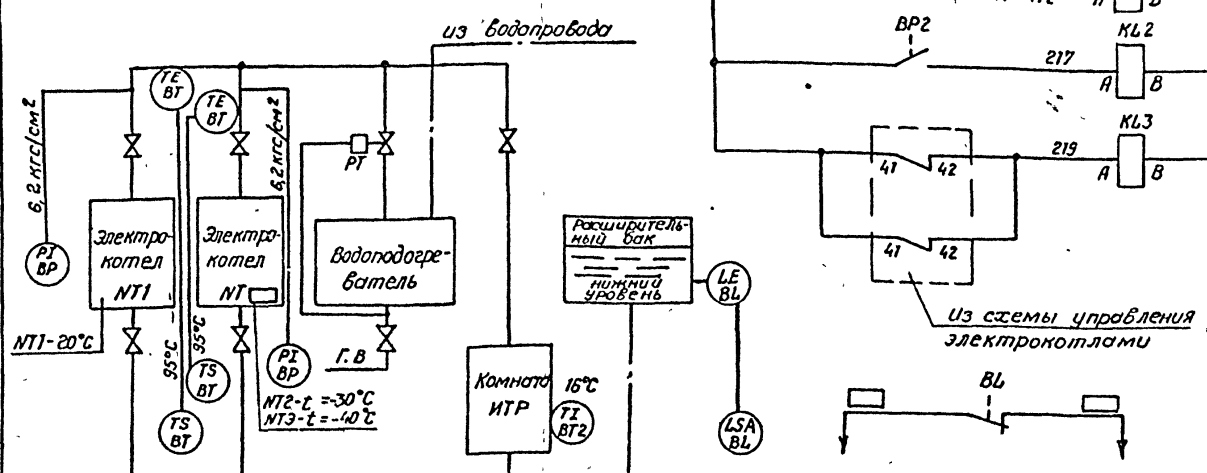 из водопровода
6,2 кгс/см²
TE
BT
TE
BT
6,2 кгс/см²
РТ
Электро-
котел
NT1
Электро-
котел
NT
Водоподогре-
ватель
PI
BP
NT1-20°C
95°C
95°C
TS
BT
TS
BT
PI
BP
Г.В
NT2-t=-30°C
NT3-t=-40°C
Расширитель-
ный бак
нижний
уровень
LE
BL
Комната
ИТР
16°C
TI
BT2
LSA
BL
A
B
BP2
217
KL2
A
B
KL3
219
A
B
41
42
41
42
Из схемы управления
электрокотлами
BL